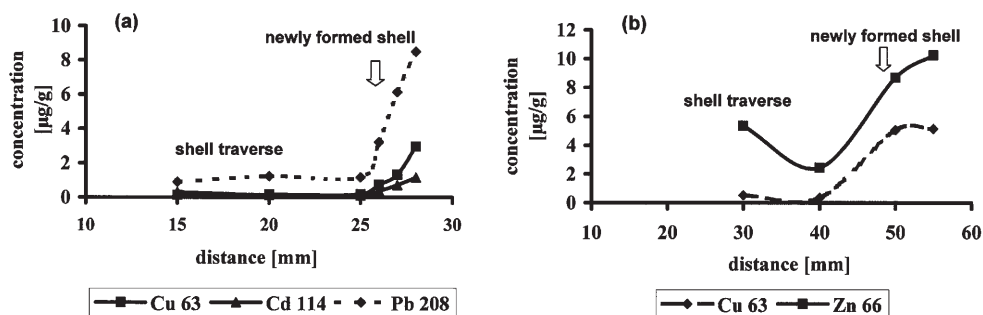 (a)
concentration
[µg/g]
10
8
6
4
2
0
newly formed shell
shell traverse
10 15 20 25 30
distance [mm]
Cu 63 Cd 114 Pb 208
(b)
concentration
[µg/g]
12
10
8
6
4
2
0
newly formed shell
shell traverse
10 20 30 40 50 60
distance [mm]
Cu 63 Zn 66